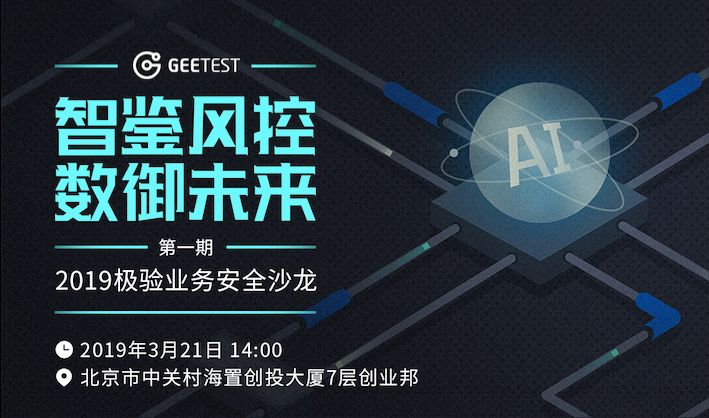 GEETEST
智鉴风控
数御未来
第一期
2019极验业务安全沙龙
2019年3月21日 14:00
北京市中关村海置创投大厦7层创业邦
AI